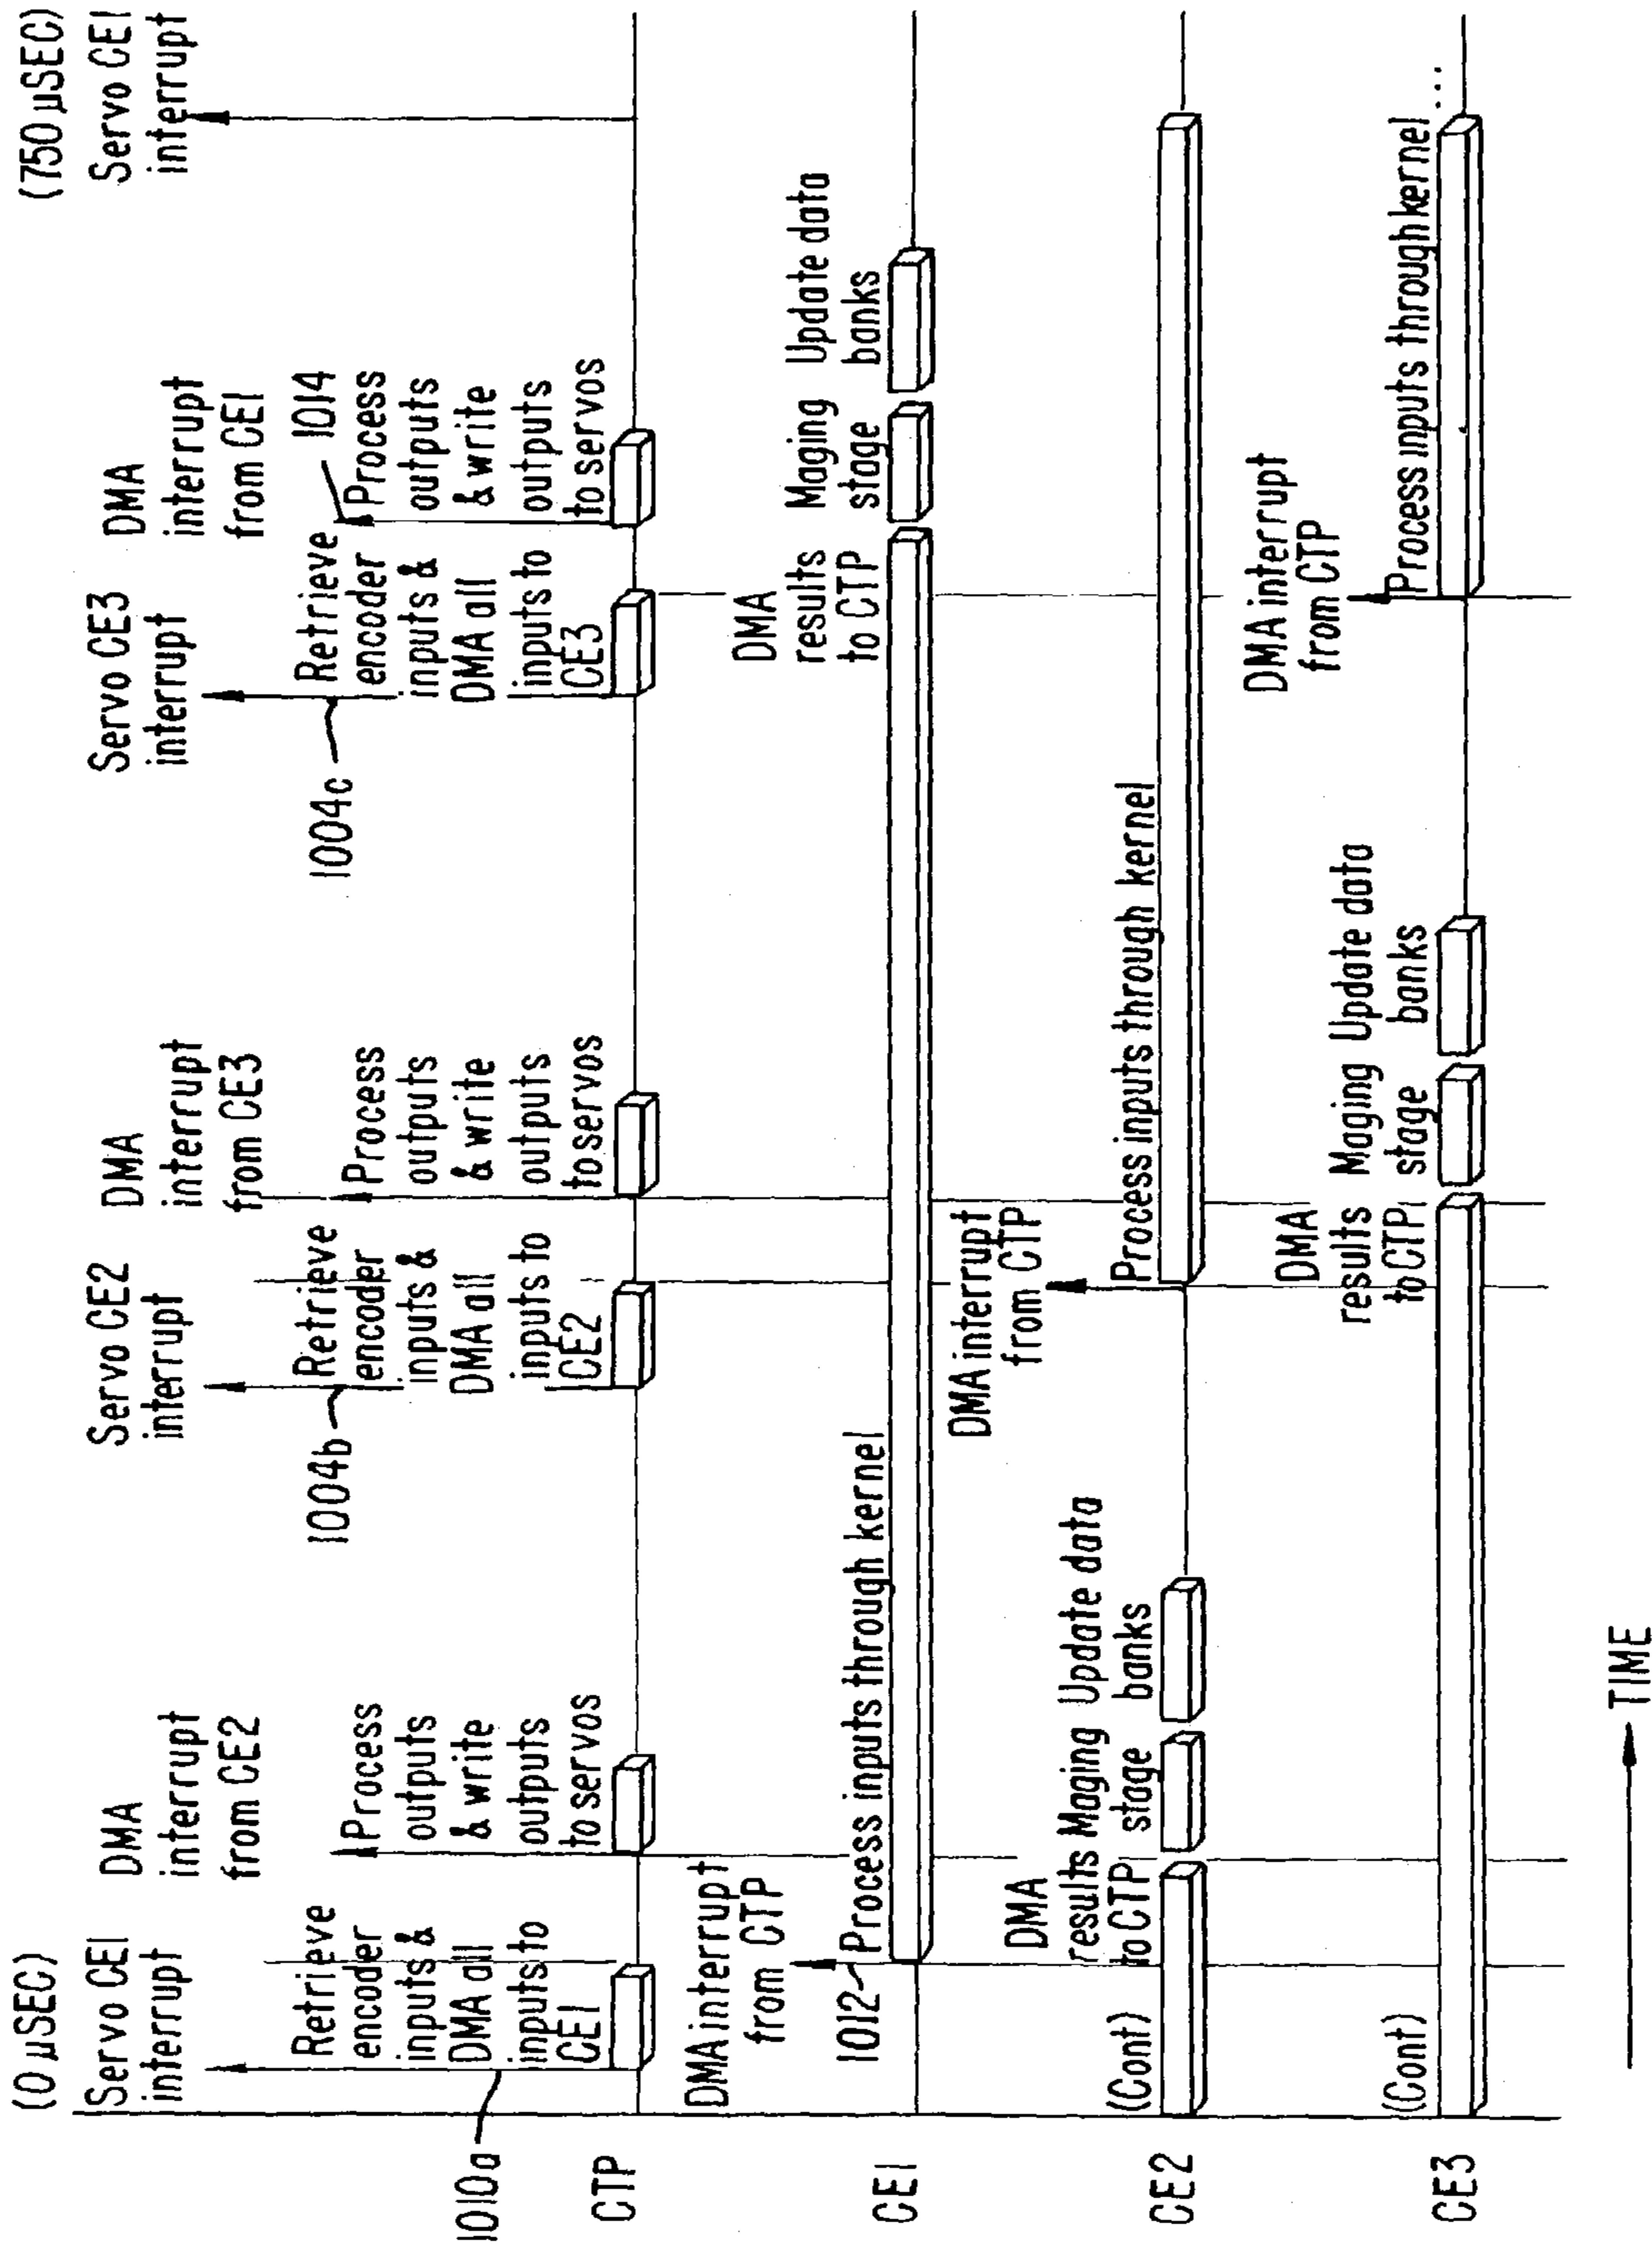 (0 µSEC)
Servo CE1
interrupt
DMA
interrupt
from CE2
Servo CE2
interrupt
DMA
interrupt
from CE3
Servo CE3
interrupt
DMA
interrupt
from CE1
(750 µSEC)
Servo CE1
interrupt
1010a
Retrieve
encoder
inputs &
DMA all
inputs to
CE1
Process
outputs
& write
outputs
to servos
1004b
Retrieve
encoder
inputs &
DMA all
inputs to
CE2
Process
outputs
& write
outputs
to servos
1004c
Retrieve
encoder
inputs &
DMA all
inputs to
CE3
1014
Process
outputs
& write
outputs
to servos
CTP
DMA interrupt
from CTP
1012
Process inputs through kernel
DMA
results
to CTP
Maging
stage
Update data
banks
CE1
(Cont)
DMA
results
to CTP
Maging
stage
Update data
banks
DMA interrupt
from CTP
Process inputs through kernel
CE2
(Cont)
DMA
results
to CTP
Maging
stage
Update data
banks
DMA interrupt
from CTP
Process inputs through kernel...
CE3
TIME